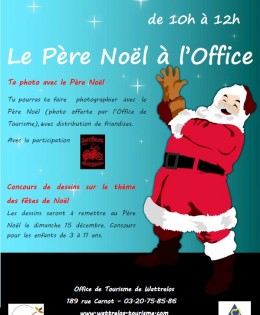 de 10h à 12h
Le Père Noël à l'Office
Ta photo avec le Père Noël
Tu pourras te faire photographier avec le
Père Noël (photo offerte par l'Office de
Tourisme), avec distribution de friandises.
Avec la participation
Concours de dessins sur le thème
des fêtes de Noël
Les dessins seront à remettre au Père
Noël le dimanche 15 décembre. Concours
pour les enfants de 3 à 11 ans.
Office de Tourisme de Wattrelos
189 rue Carnot - 03-20-75-85-86
www.wattrelos-tourisme.com